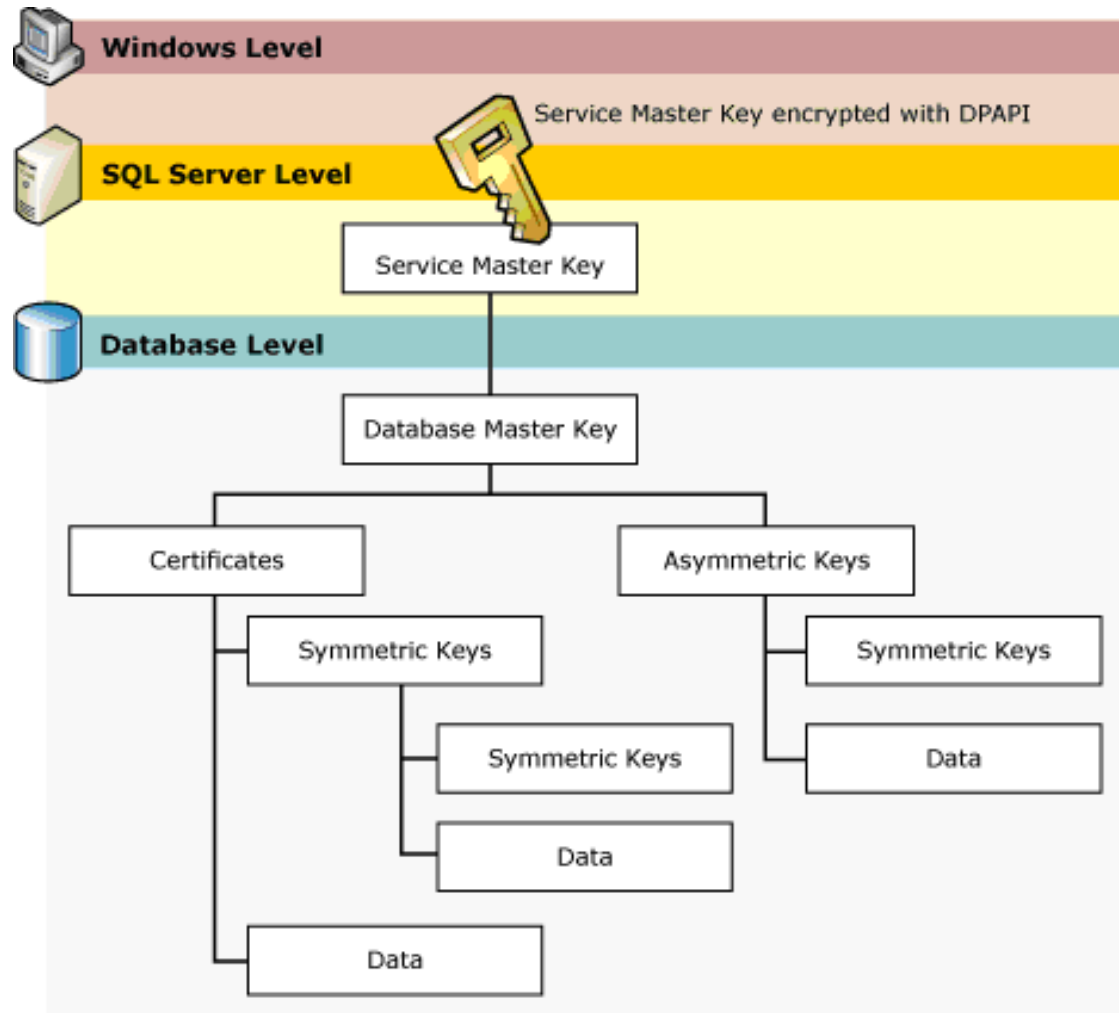 Windows Level
Service Master Key encrypted with DPAPI
SQL Server Level
Service Master Key
Database Level
Database Master Key
Certificates
Asymmetric Keys
Symmetric Keys
Symmetric Keys
Symmetric Keys
Data
Data
Data